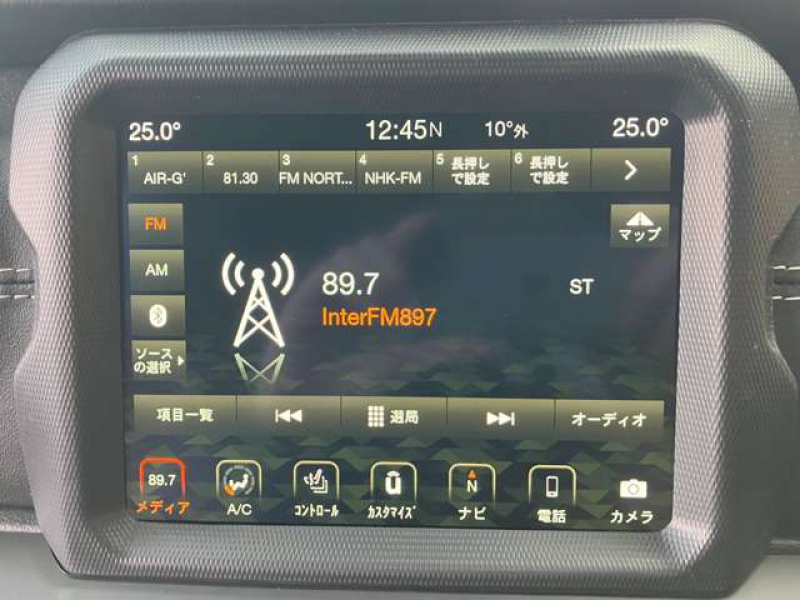 25.0° 12:45N 10°外 25.0°
1 AIR-G' 2 81.30 3 FM NORT... 4 NHK-FM 5 長押しで設定 6 長押しで設定
FM
マップ
AM
89.7 ST
InterFM897
ソースの選択
項目一覧 選局 オーディオ
89.7 N
メディア A/C コントロール カスタマイズ ナビ 電話 カメラ